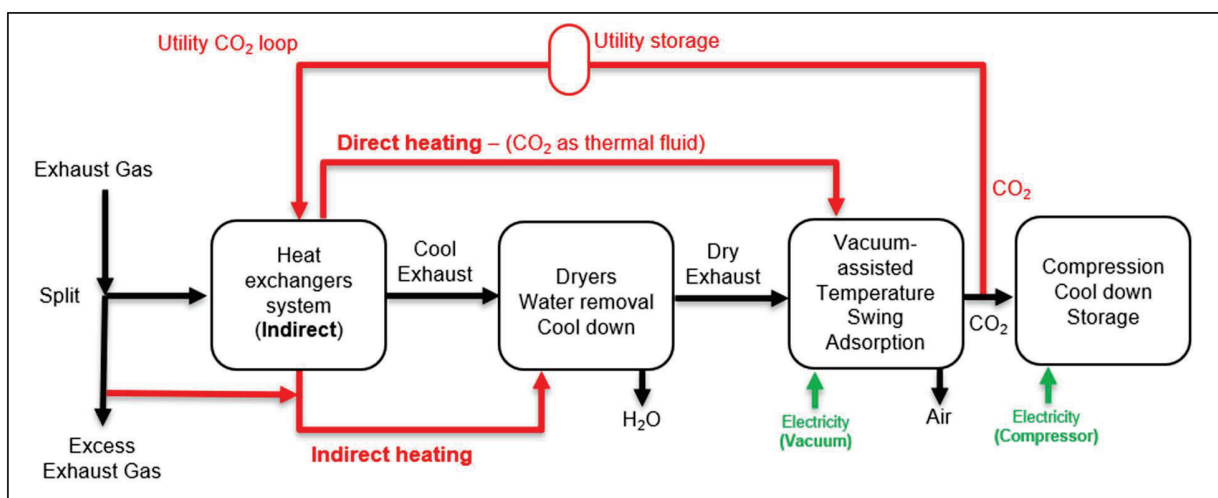 Utility CO₂ loop
Utility storage
Direct heating – (CO₂ as thermal fluid)
Exhaust Gas
CO₂
Split
Heat
exchangers
system
(Indirect)
Cool
Exhaust
Dryers
Water removal
Cool down
Dry
Exhaust
Vacuum-
assisted
Temperature
Swing
Adsorption
CO₂
Compression
Cool down
Storage
H₂O
Electricity
(Vacuum)
Air
Electricity
(Compressor)
Excess
Exhaust Gas
Indirect heating